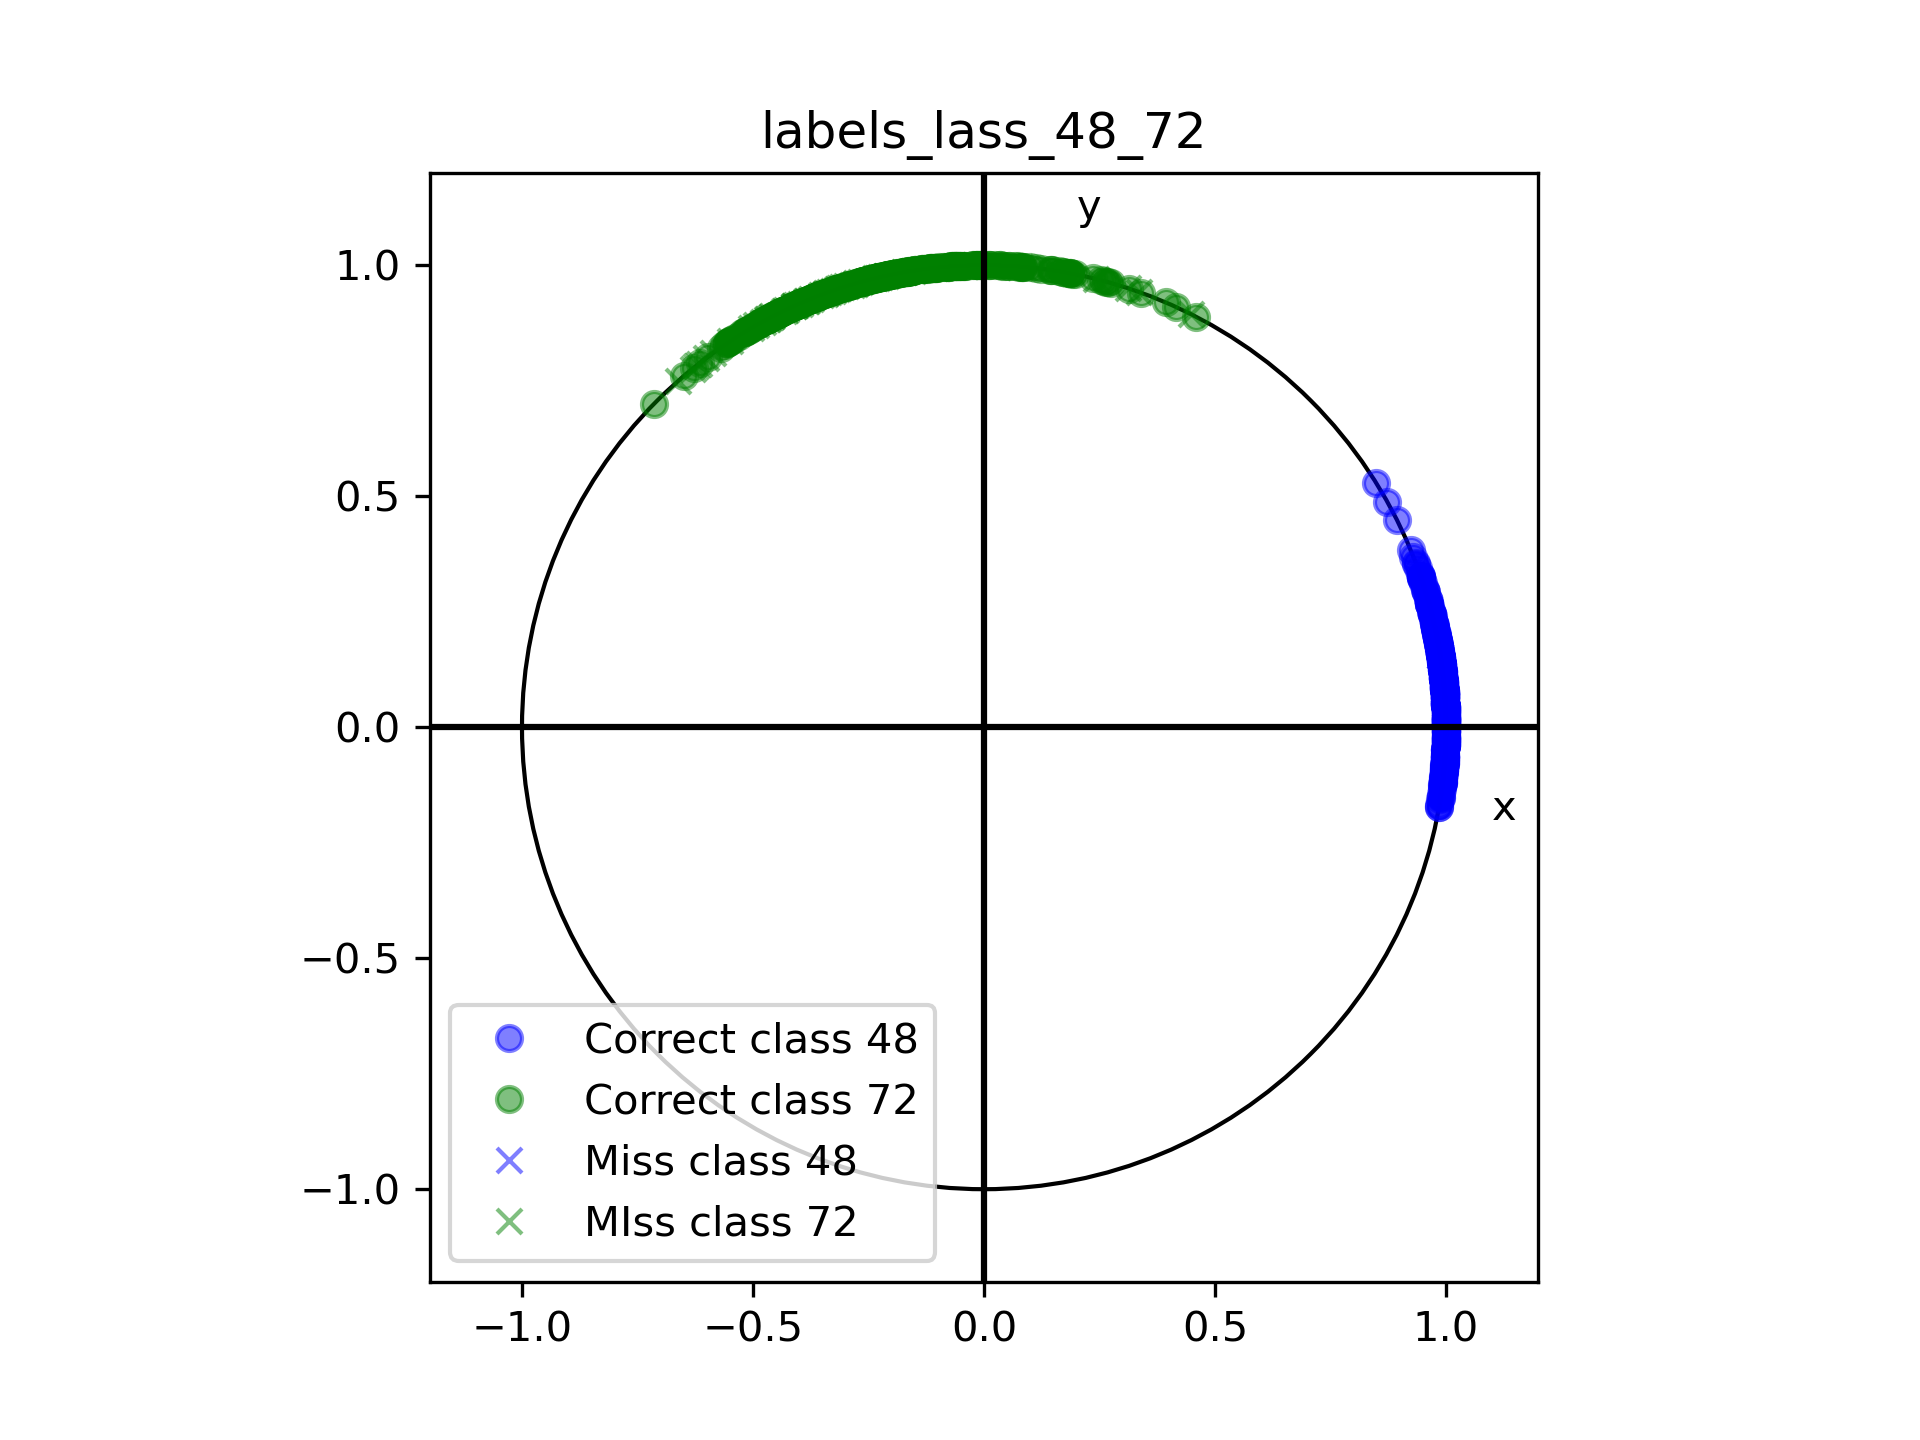 labels_lass_48_72
y
1.0
0.5
0.0
−0.5
−1.0
x
Correct class 48
Correct class 72
Miss class 48
MIss class 72
−1.0 −0.5 0.0 0.5 1.0